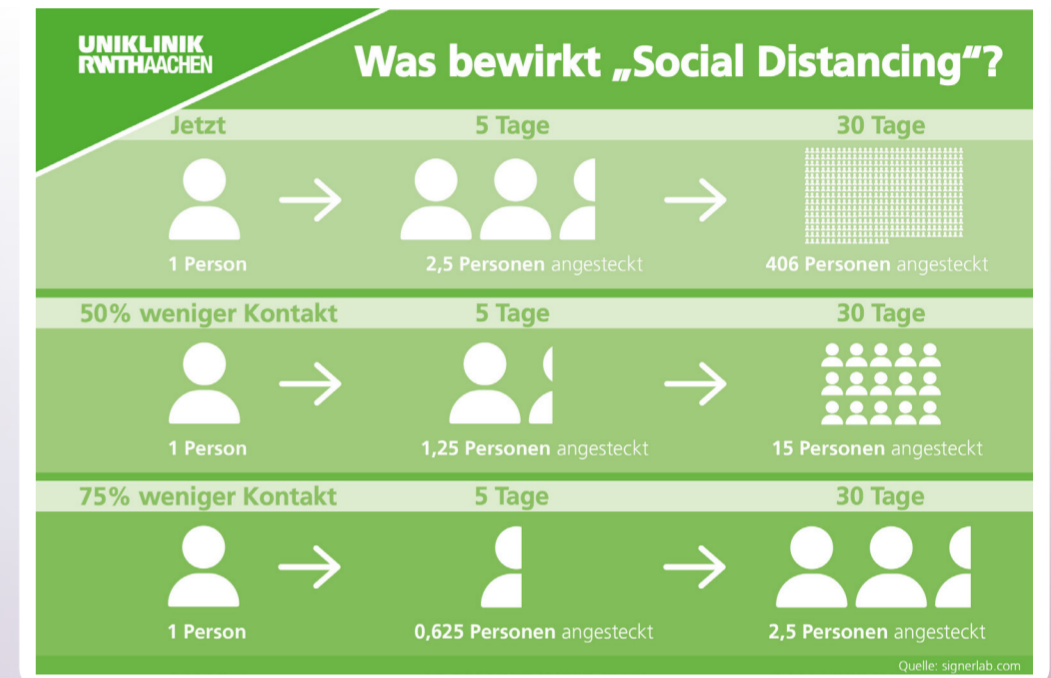 UNIKLINIK
RWTHAACHEN
Was bewirkt „Social Distancing“?
Jetzt 5 Tage 30 Tage
1 Person 2,5 Personen angesteckt 406 Personen angesteckt
50% weniger Kontakt 5 Tage 30 Tage
1 Person 1,25 Personen angesteckt 15 Personen angesteckt
75% weniger Kontakt 5 Tage 30 Tage
1 Person 0,625 Personen angesteckt 2,5 Personen angesteckt
Quelle: signerlab.com